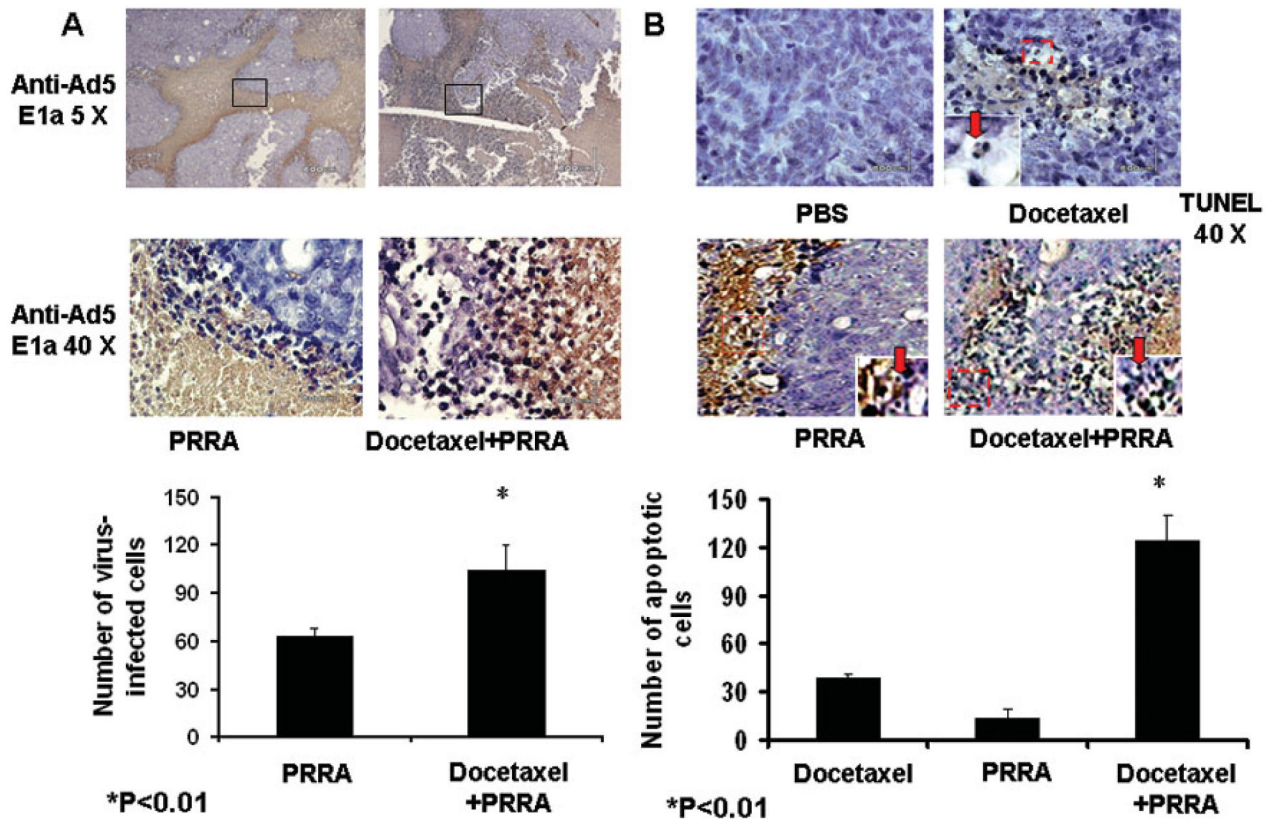 A
B
Anti-Ad5
E1a 5 X
PBS
Docetaxel
TUNEL
40 X
Anti-Ad5
E1a 40 X
PRRA
Docetaxel+PRRA
PRRA
Docetaxel+PRRA
Number of virus-
infected cells
150
120
90
60
30
0
*
PRRA
Docetaxel
+PRRA
*P<0.01
Number of apoptotic
cells
150
120
90
60
30
0
*
Docetaxel
PRRA
Docetaxel
+PRRA
*P<0.01